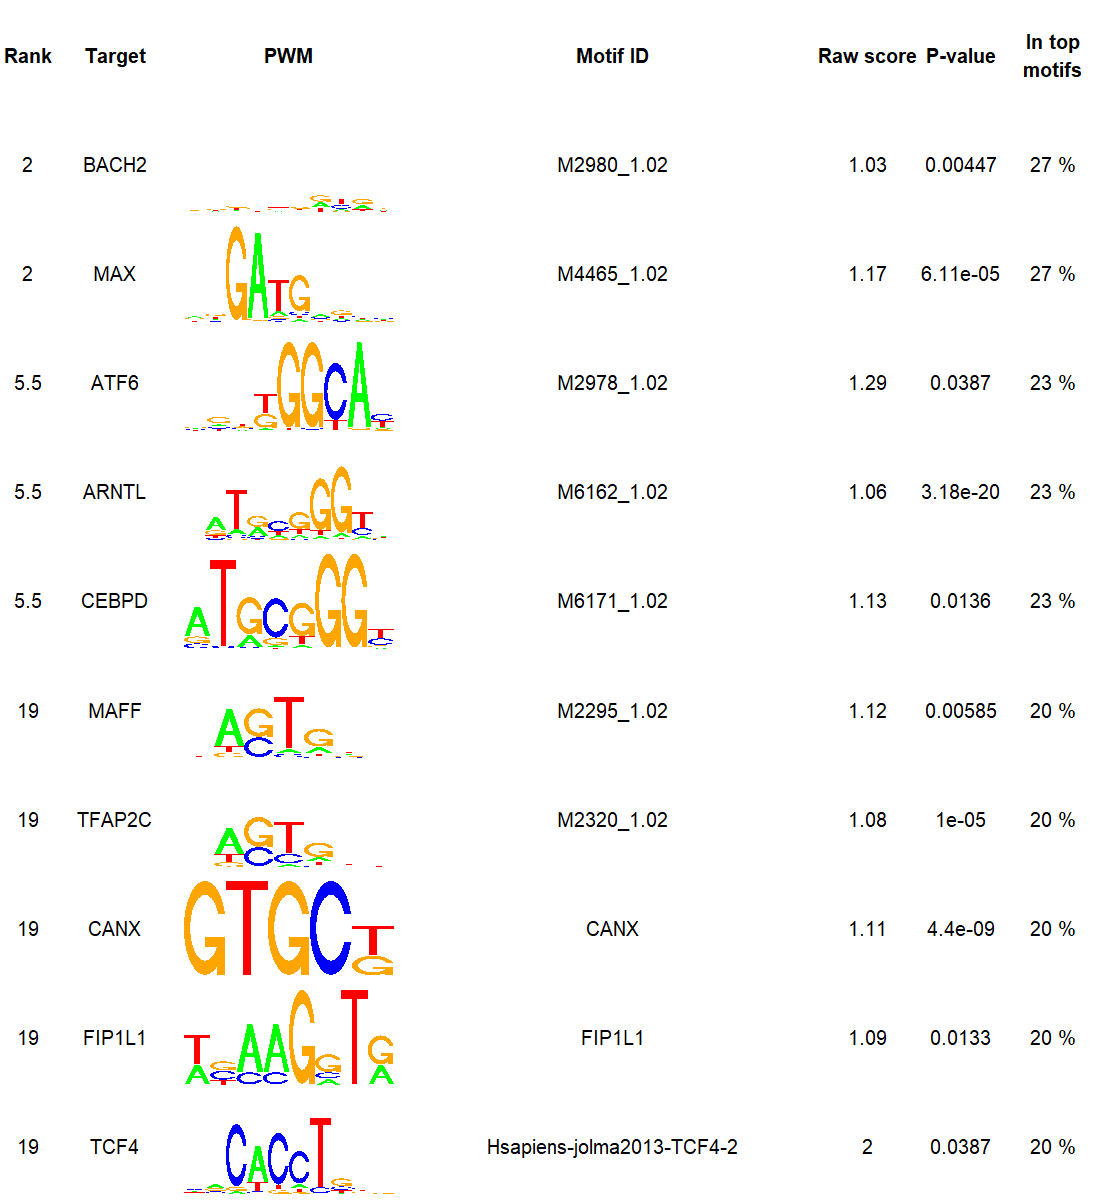 Rank Target PWM Motif ID Raw score P-value In top motifs
2 BACH2 M2980_1.02 1.03 0.00447 27 %
2 MAX M4465_1.02 1.17 6.11e-05 27 %
5.5 ATF6 M2978_1.02 1.29 0.0387 23 %
5.5 ARNTL M6162_1.02 1.06 3.18e-20 23 %
5.5 CEBPD M6171_1.02 1.13 0.0136 23 %
19 MAFF M2295_1.02 1.12 0.00585 20 %
19 TFAP2C M2320_1.02 1.08 1e-05 20 %
19 CANX GTGCT CANX 1.11 4.4e-09 20 %
19 FIP1L1 FIP1L1 1.09 0.0133 20 %
19 TCF4 Hsapiens-jolma2013-TCF4-2 2 0.0387 20 %